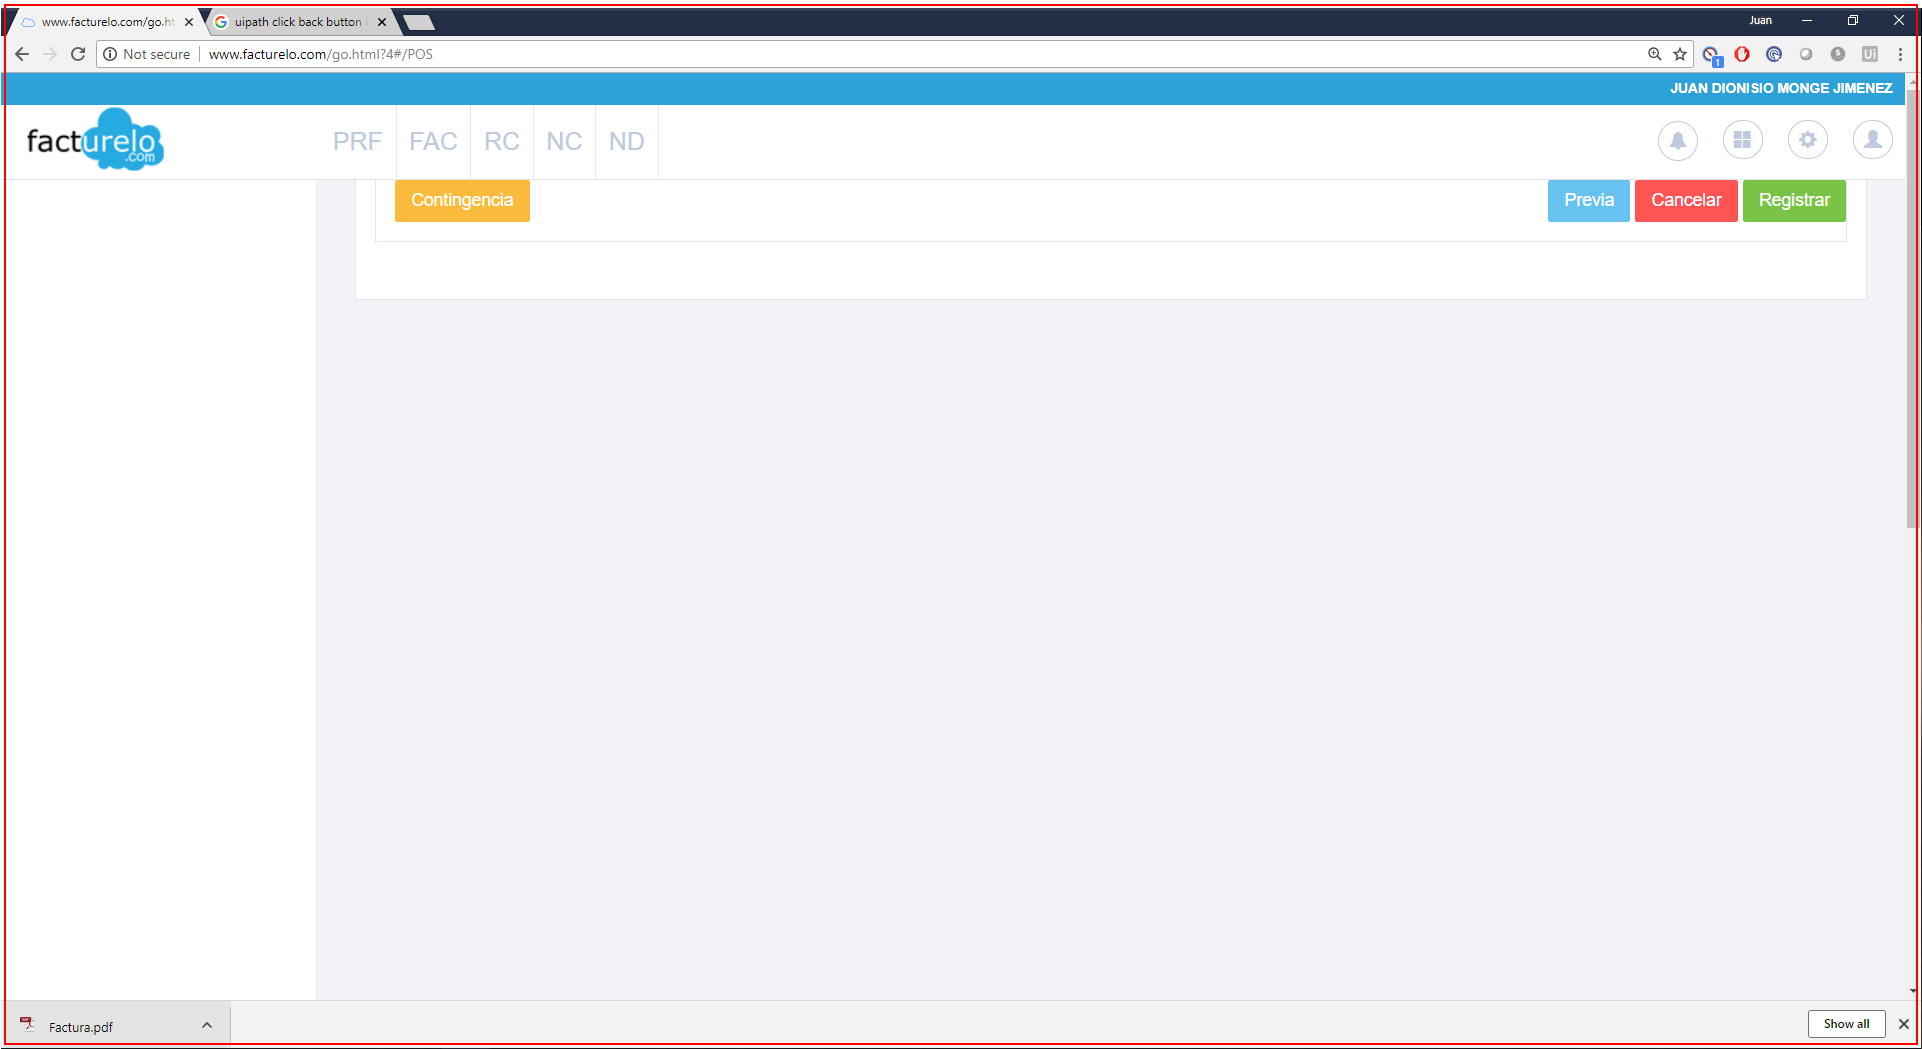 www.facturelo.com/go.ht
uipath click back button i
Juan
Not secure
www.facturelo.com/go.html?4#/POS
1
S
Ui
JUAN DIONISIO MONGE JIMENEZ
facturelo
.com
PRF
FAC
RC
NC
ND
Contingencia
Previa
Cancelar
Registrar
Factura.pdf
Show all